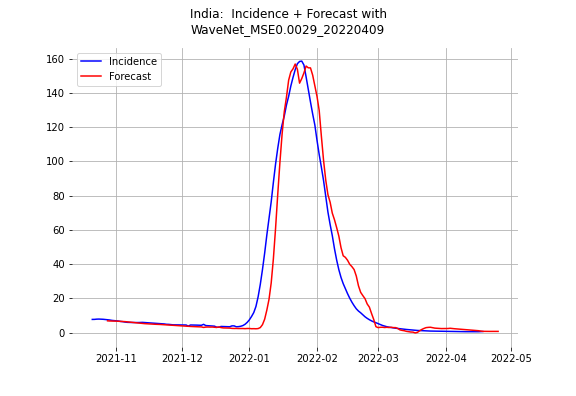 India:  Incidence + Forecast with
WaveNet_MSE0.0029_20220409
Incidence
Forecast
160
140
120
100
80
60
40
20
0
2021-11 2021-12 2022-01 2022-02 2022-03 2022-04 2022-05